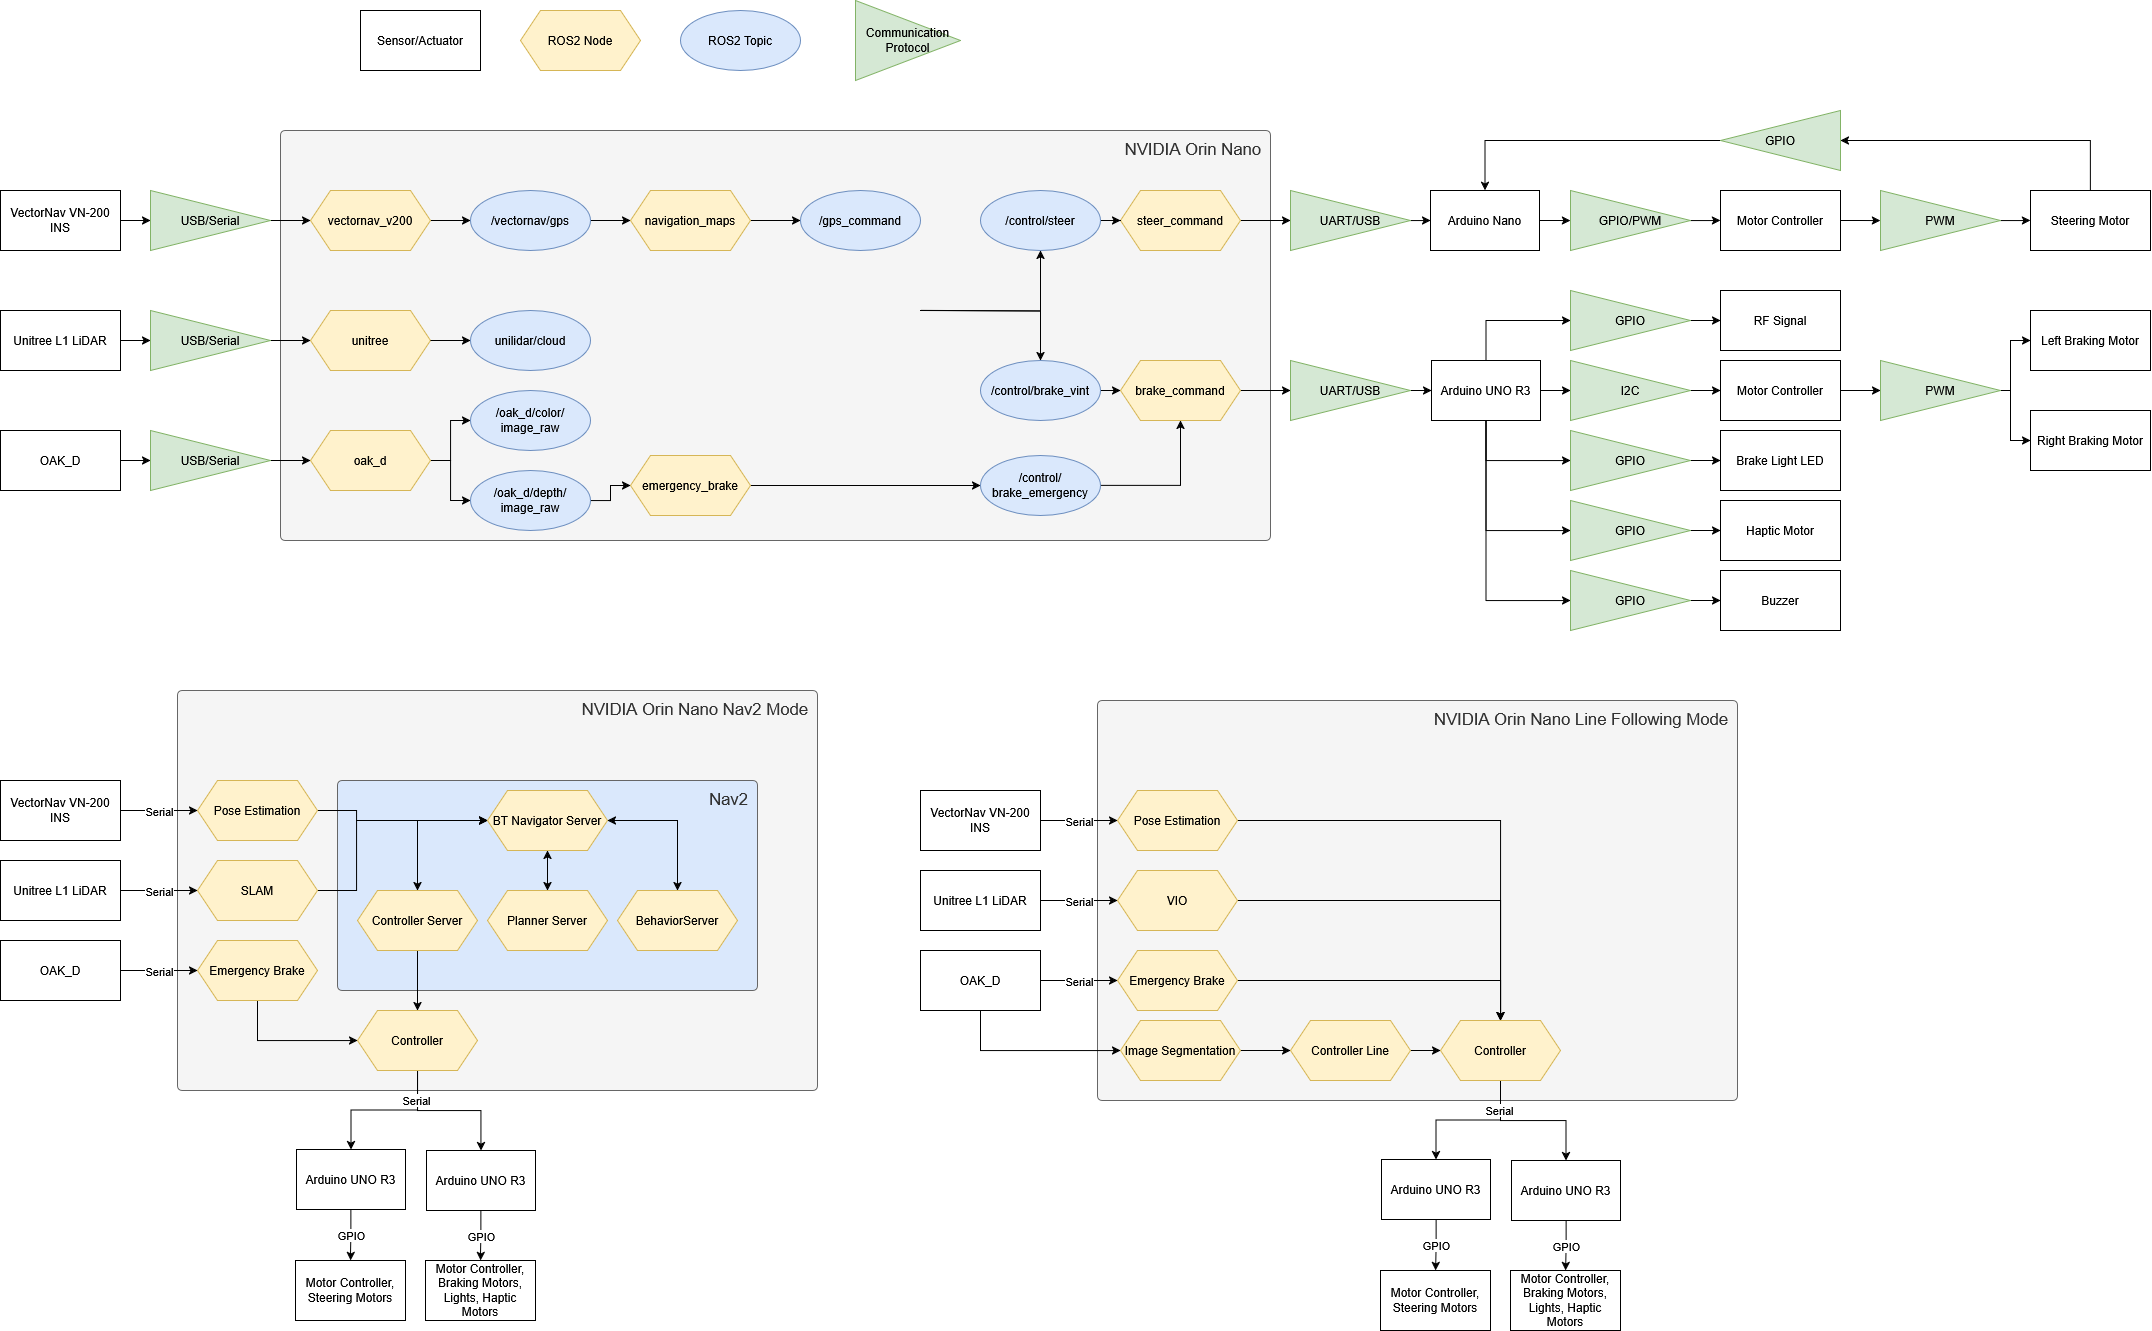 Sensor/Actuator
ROS2 Node
ROS2 Topic
Communication
Protocol
NVIDIA Orin Nano
GPIO
VectorNav VN-200
INS
USB/Serial
vectornav_v200
/vectornav/gps
navigation_maps
/gps_command
/control/steer
steer_command
UART/USB
Arduino Nano
GPIO/PWM
Motor Controller
PWM
Steering Motor
Unitree L1 LiDAR
USB/Serial
unitree
unilidar/cloud
GPIO
RF Signal
Left Braking Motor
/control/brake_vint
brake_command
UART/USB
Arduino UNO R3
I2C
Motor Controller
PWM
Right Braking Motor
OAK_D
USB/Serial
oak_d
/oak_d/color/
image_raw
/oak_d/depth/
image_raw
emergency_brake
/control/
brake_emergency
GPIO
Brake Light LED
GPIO
Haptic Motor
GPIO
Buzzer
NVIDIA Orin Nano Nav2 Mode
VectorNav VN-200
INS
Serial
Pose Estimation
Nav2
BT Navigator Server
Unitree L1 LiDAR
Serial
SLAM
Controller Server
Planner Server
BehaviorServer
OAK_D
Serial
Emergency Brake
Controller
Serial
Arduino UNO R3
Arduino UNO R3
GPIO
GPIO
Motor Controller,
Steering Motors
Motor Controller,
Braking Motors,
Lights, Haptic
Motors
NVIDIA Orin Nano Line Following Mode
VectorNav VN-200
INS
Serial
Pose Estimation
Unitree L1 LiDAR
Serial
VIO
OAK_D
Serial
Emergency Brake
Image Segmentation
Controller Line
Controller
Serial
Arduino UNO R3
Arduino UNO R3
GPIO
GPIO
Motor Controller,
Steering Motors
Motor Controller,
Braking Motors,
Lights, Haptic
Motors